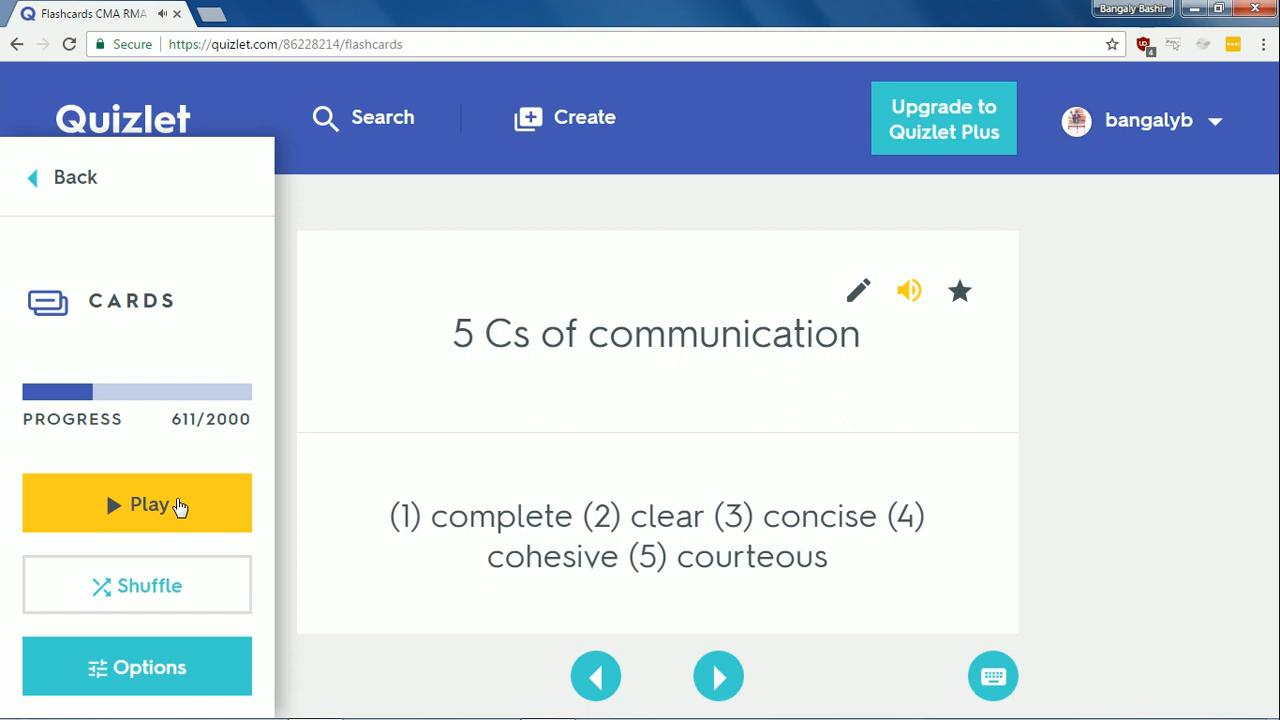 Flashcards CMA RMA
Bangaly Bashir
Secure
https://quizlet.com/86228214/flashcards
4
Quizlet
Search
Create
Upgrade to
Quizlet Plus
bangalyb
Back
CARDS
PROGRESS 611/2000
Play
Shuffle
Options
5 Cs of communication
(1) complete (2) clear (3) concise (4)
cohesive (5) courteous